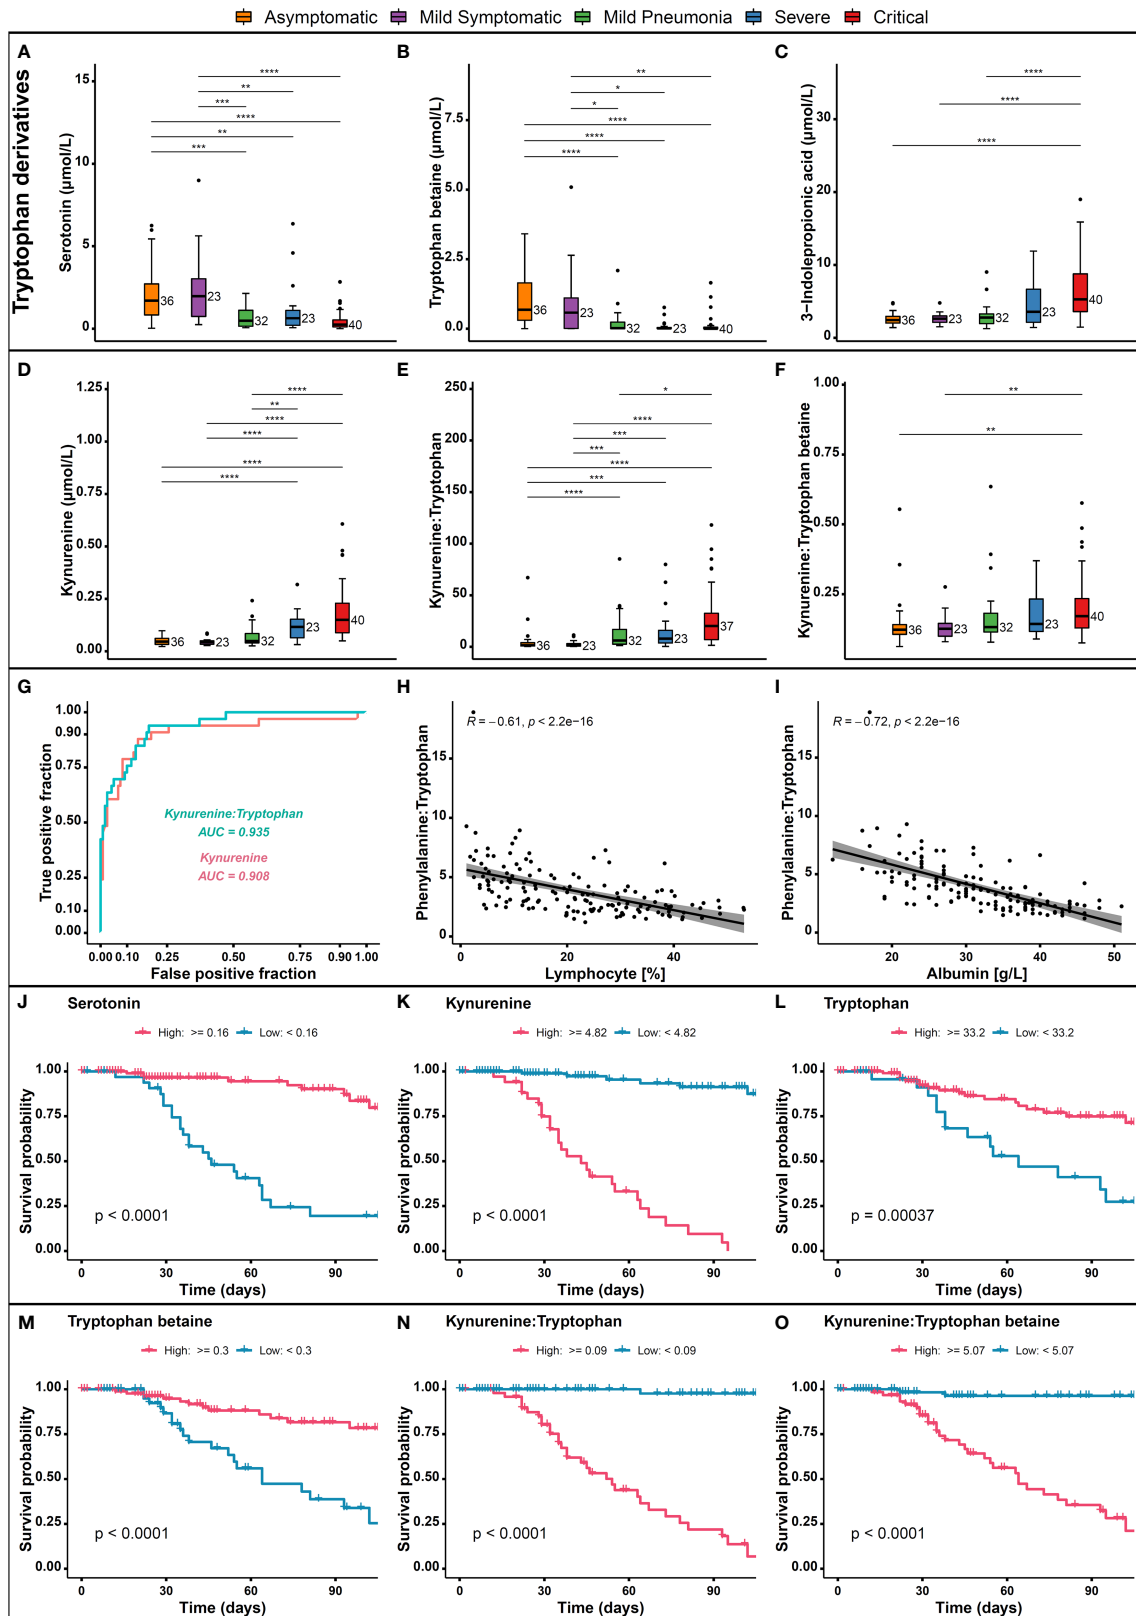 Asymptomatic Mild Symptomatic Mild Pneumonia Severe Critical
Tryptophan derivatives
A
Serotonin (μmol/L)
15
10
5
0
****
**
***
****
**
***
36
23
32
23
40
B
Tryptophan betaine (μmol/L)
7.5
5.0
2.5
0.0
**
*
*
****
****
****
36
23
32
23
40
C
3−Indolepropionic acid (μmol/L)
30
20
10
0
****
****
****
36
23
32
23
40
D
Kynurenine (μmol/L)
1.25
1.00
0.75
0.50
0.25
0.00
****
**
****
****
****
****
36
23
32
23
40
E
Kynurenine:Tryptophan
250
200
150
100
50
0
*
****
***
***
****
***
****
36
23
32
23
37
F
Kynurenine:Tryptophan betaine
1.00
0.75
0.50
0.25
**
**
36
23
32
23
40
G
True positive fraction
1.00
0.90
0.75
0.50
0.25
0.10
0.00
Kynurenine:Tryptophan
AUC = 0.935
Kynurenine
AUC = 0.908
0.00 0.10 0.25 0.50 0.75 0.90 1.00
False positive fraction
H
Phenylalanine:Tryptophan
R = −0.61, p < 2.2e−16
15
10
5
0
0 20 40
Lymphocyte [%]
I
Phenylalanine:Tryptophan
R = −0.72, p < 2.2e−16
15
10
5
0
20 30 40 50
Albumin [g/L]
J Serotonin
High: >= 0.16 Low: < 0.16
Survival probability
1.00
0.75
0.50
0.25
0.00
p < 0.0001
0 30 60 90
Time (days)
K Kynurenine
High: >= 4.82 Low: < 4.82
Survival probability
1.00
0.75
0.50
0.25
0.00
p < 0.0001
0 30 60 90
Time (days)
L Tryptophan
High: >= 33.2 Low: < 33.2
Survival probability
1.00
0.75
0.50
0.25
0.00
p = 0.00037
0 30 60 90
Time (days)
M Tryptophan betaine
High: >= 0.3 Low: < 0.3
Survival probability
1.00
0.75
0.50
0.25
0.00
p < 0.0001
0 30 60 90
Time (days)
N Kynurenine:Tryptophan
High: >= 0.09 Low: < 0.09
Survival probability
1.00
0.75
0.50
0.25
0.00
p < 0.0001
0 30 60 90
Time (days)
O Kynurenine:Tryptophan betaine
High: >= 5.07 Low: < 5.07
Survival probability
1.00
0.75
0.50
0.25
0.00
p < 0.0001
0 30 60 90
Time (days)